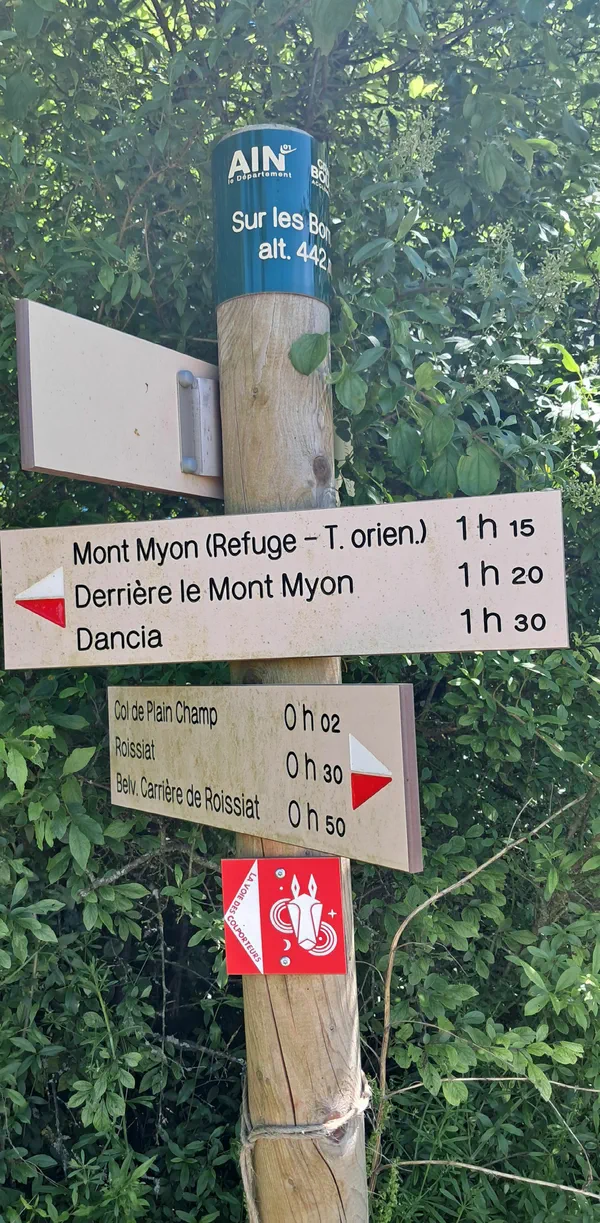 AIN 01
le Département
Sur les
alt. 442
Mont Myon (Refuge - T. orien.) 1 h 15
Derrière le Mont Myon 1 h 20
Dancia 1 h 30
Col de Plain Champ 0 h 02
Roissiat 0 h 30
Belv. Carrière de Roissiat 0 h 50
LA VOIE DES COLPORTEURS